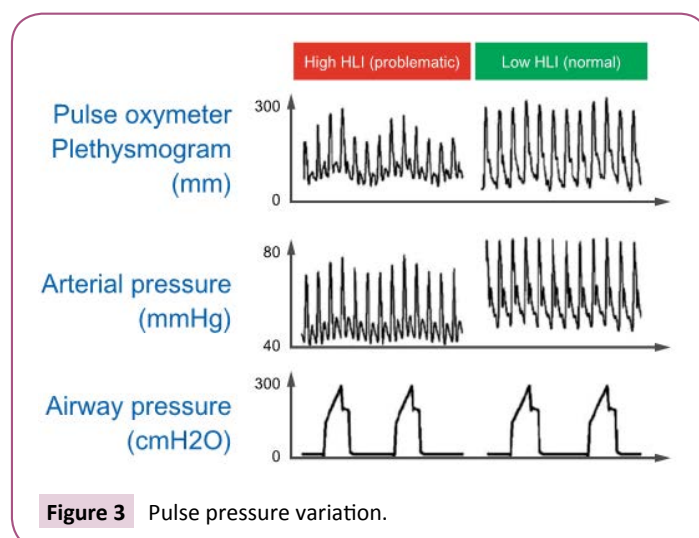 High HLI (problematic) Low HLI (normal)
Pulse oxymeter
Plethysmogram
(mm)
300
0
Arterial pressure
(mmHg)
80
40
Airway pressure
(cmH2O)
300
0
Figure 3 Pulse pressure variation.